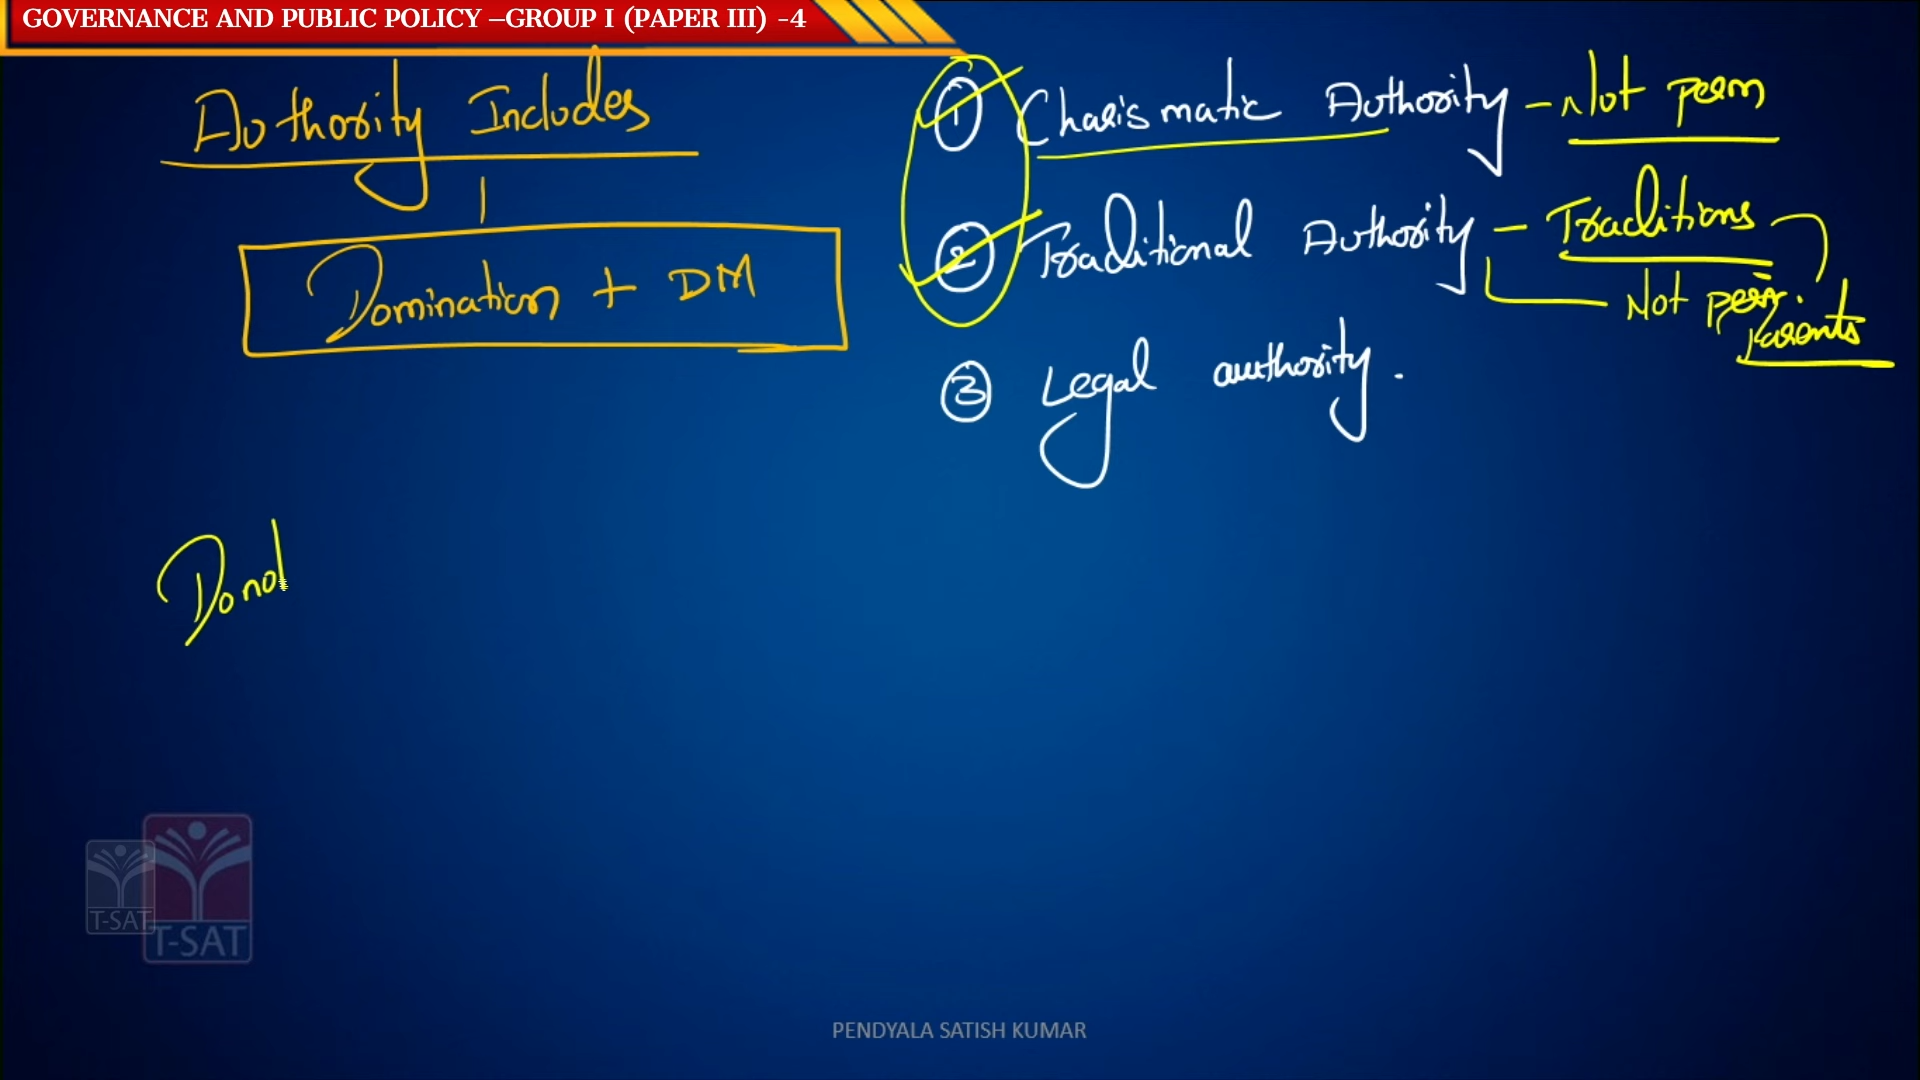 GOVERNANCE AND PUBLIC POLICY –GROUP I (PAPER III) -4
Authority Includes
Domination + DM
① Charismatic Authority – Not perm
② Traditional Authority – Traditions
Not perm.
Parents
③ Legal authority.
Donal
T-SAT
T-SAT
PENDYALA SATISH KUMAR